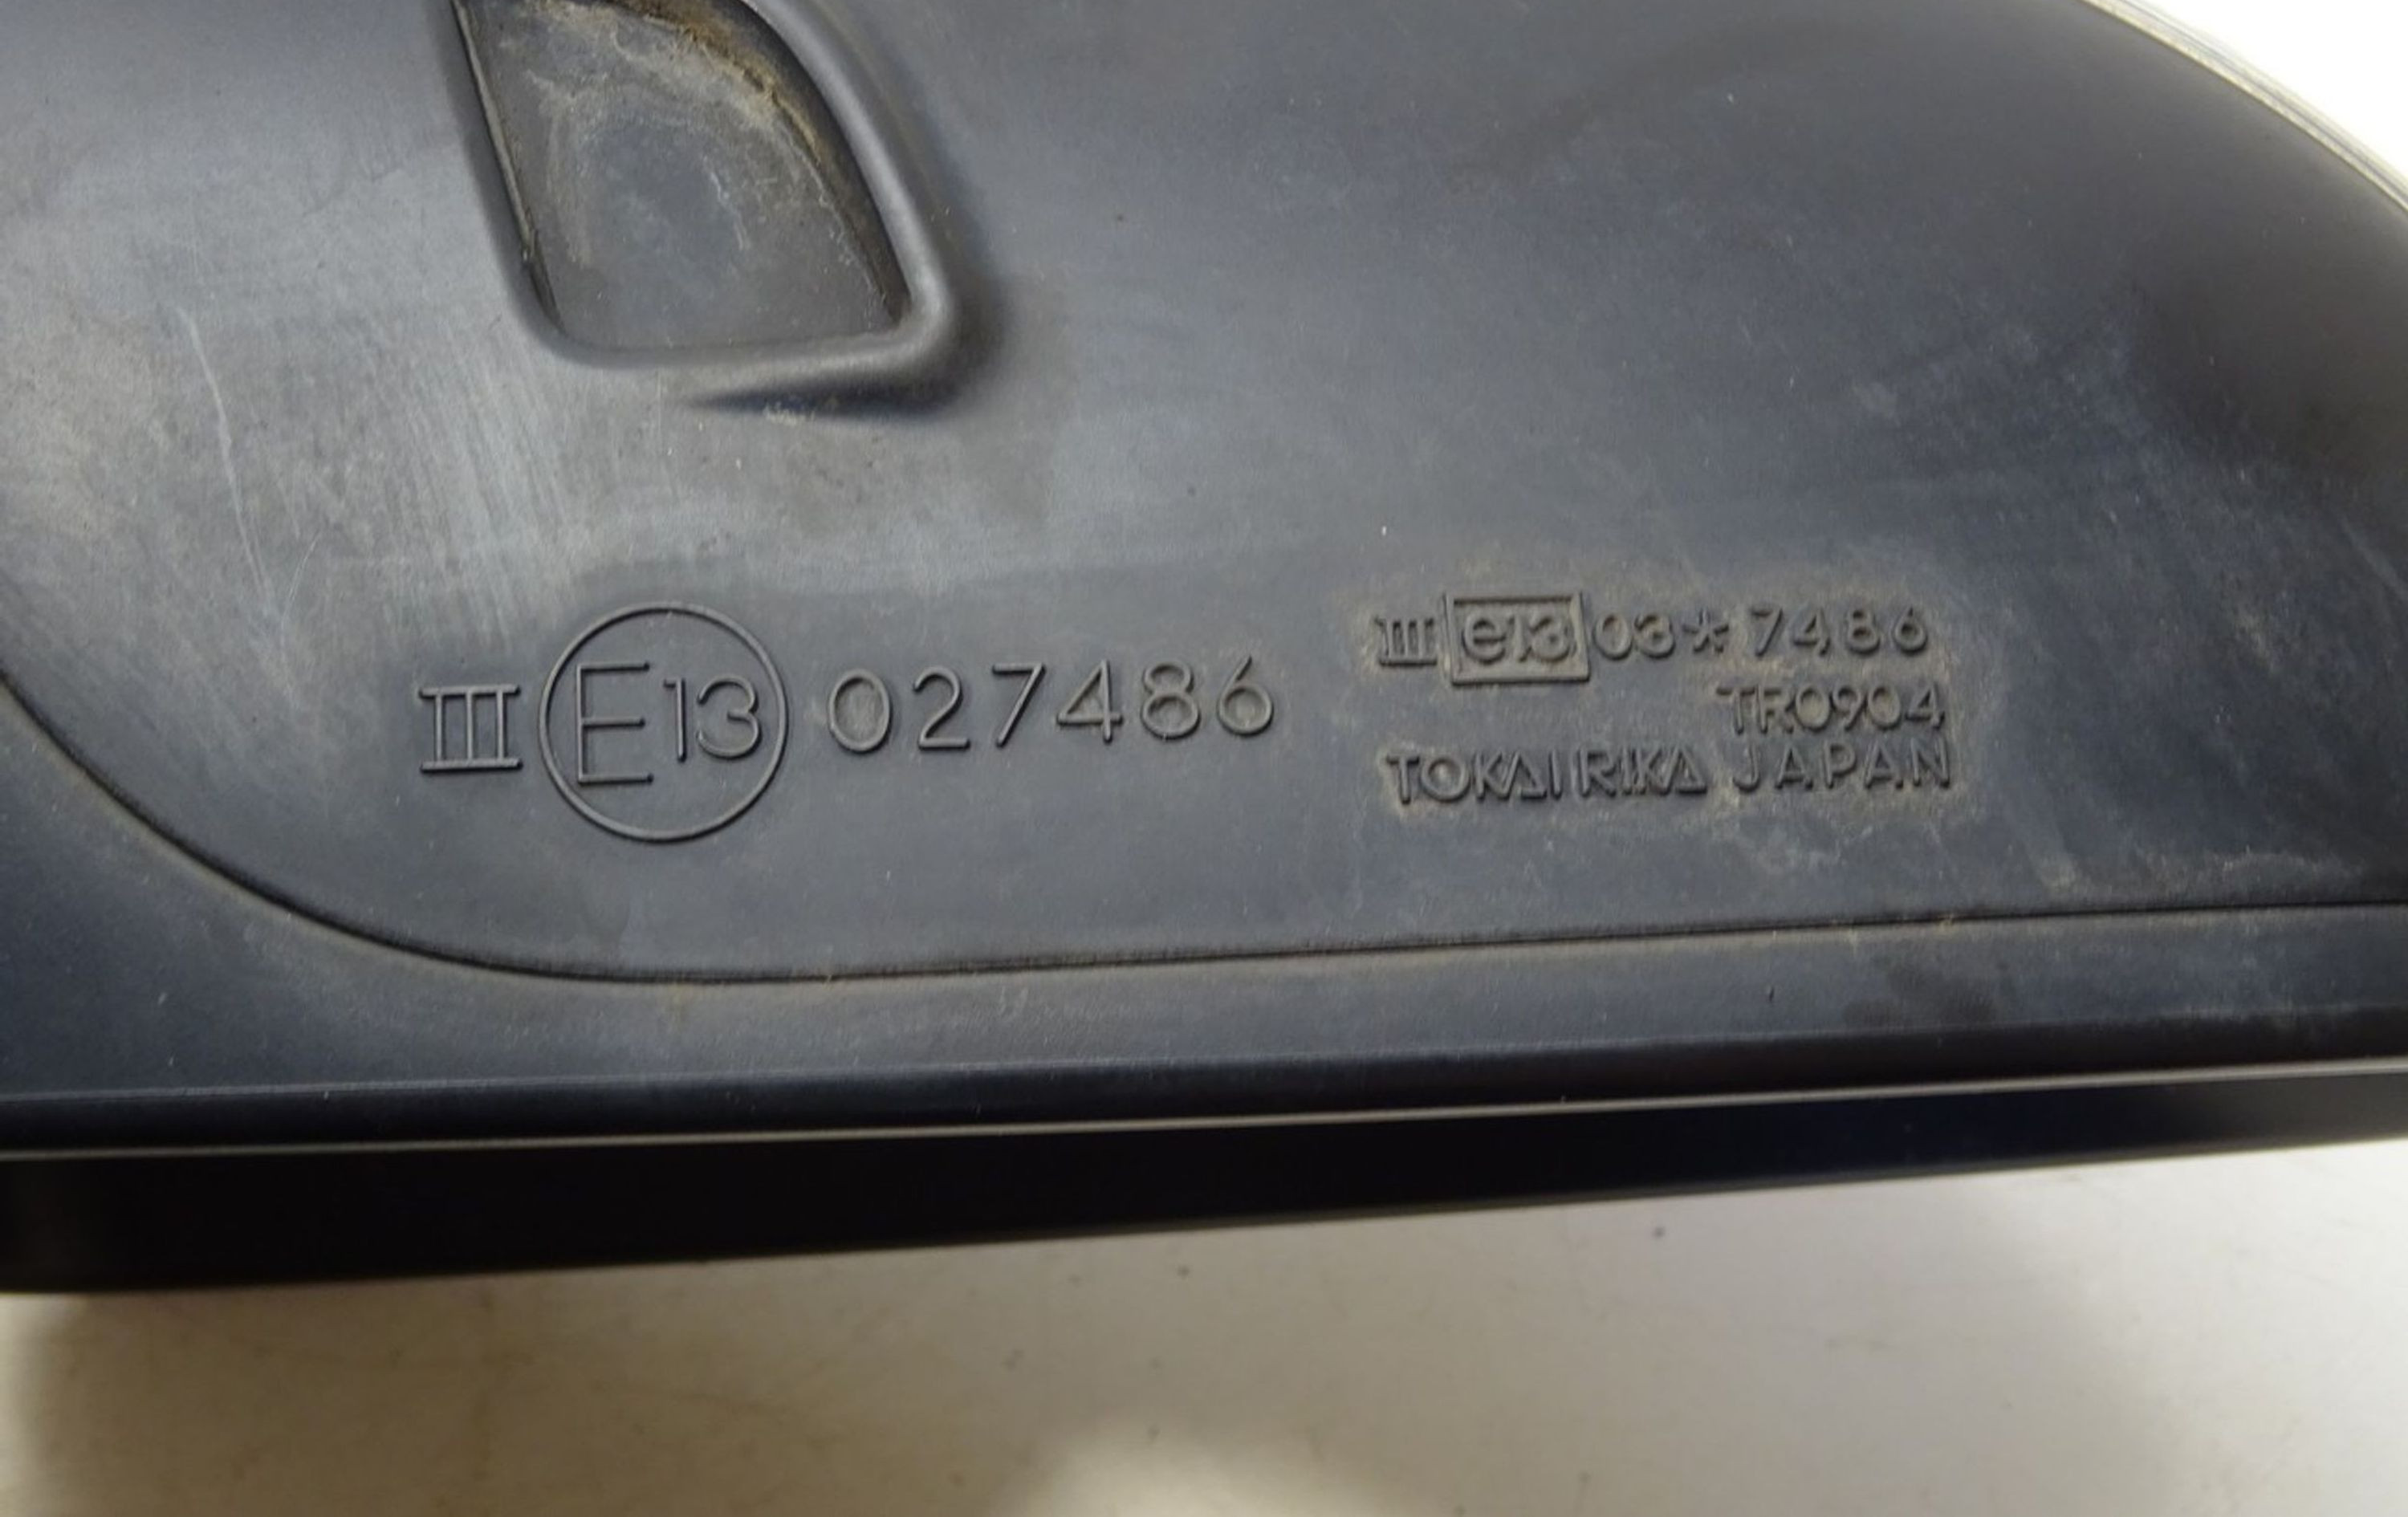 III E13 027486
III e13 03*7486
TR0904
TOKAI RIKA JAPAN